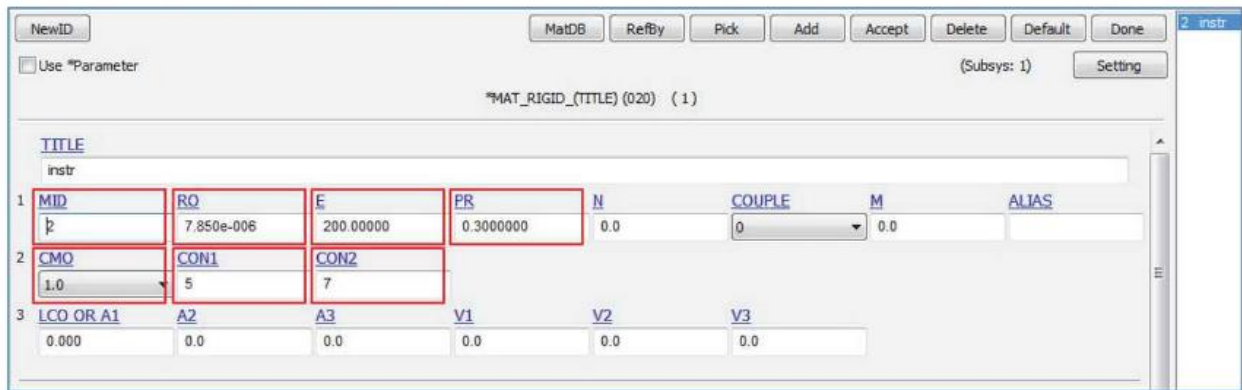 NewID MatDB RefBy Pick Add Accept Delete Default Done 2 instr
Use *Parameter (Subsys: 1) Setting
*MAT_RIGID_(TITLE) (020) (1)
TITLE
instr
1 MID RO E PR N COUPLE M ALIAS
2 7.850e-006 200.00000 0.3000000 0.0 0 0.0
2 CMO CON1 CON2
1.0 5 7
3 LCO OR A1 A2 A3 V1 V2 V3
0.000 0.0 0.0 0.0 0.0 0.0